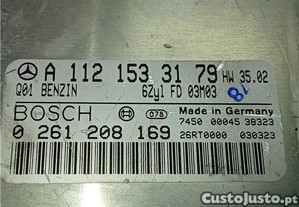 A 112 153 31 79 HW 35.02
Q01 BENZIN 6Zyl FD 03M03
18
BOSCH 078 Made in Germany
7450 00045 38323
0 261 208 169 26RT0000 030323
CustoJusto.pt